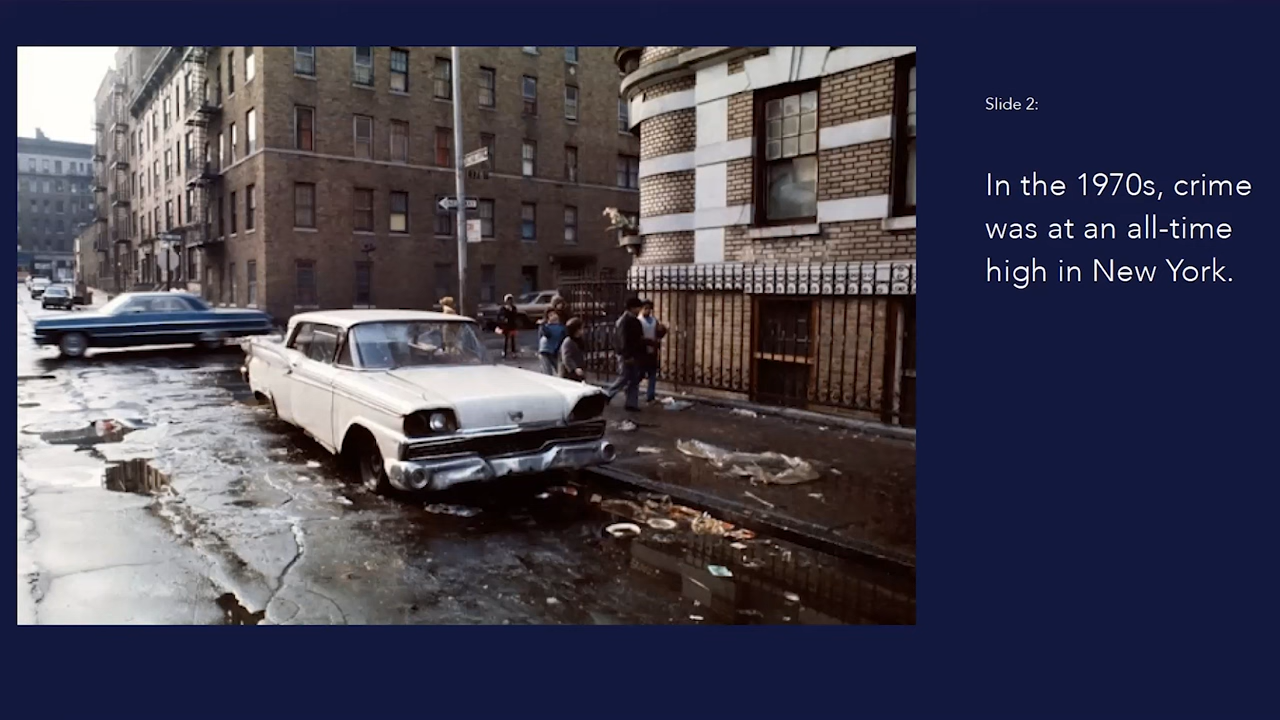 Slide 2:
In the 1970s, crime
was at an all-time
high in New York.